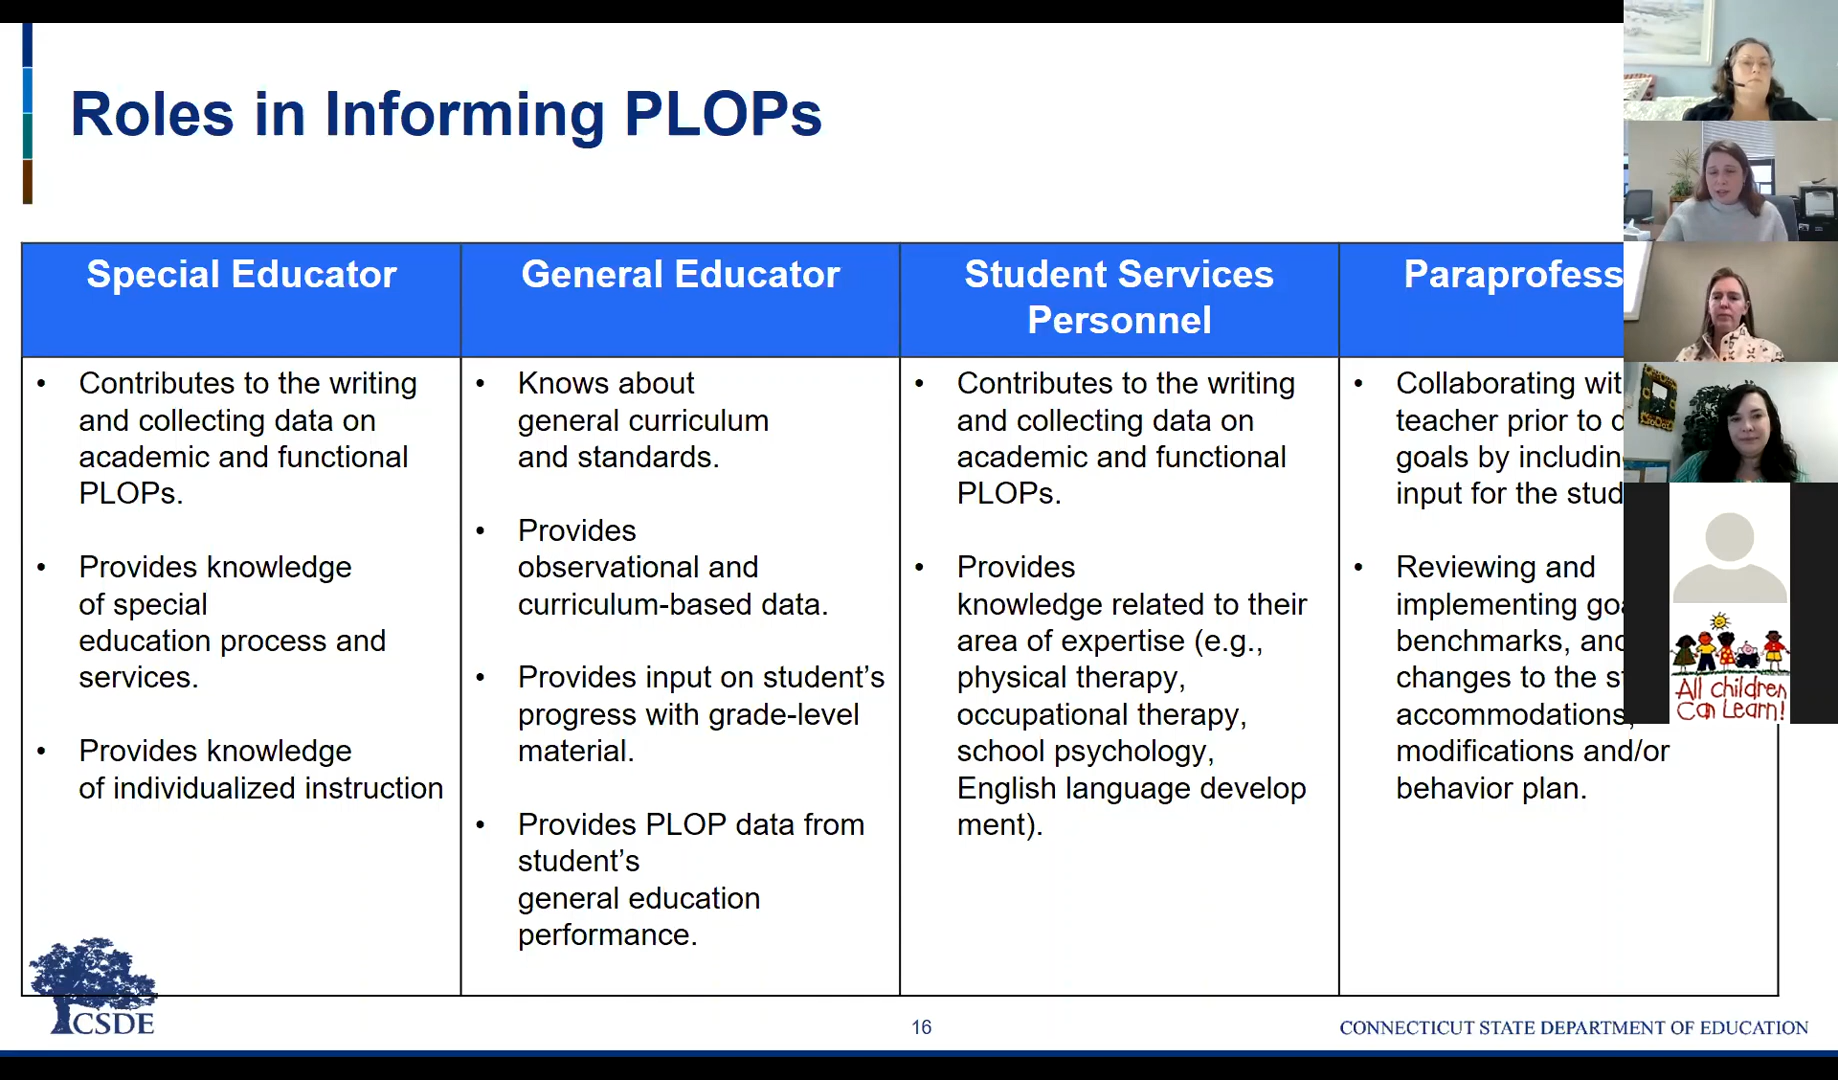 Roles in Informing PLOPs
Special Educator
General Educator
Student Services
Personnel
Paraprofess
• Contributes to the writing
and collecting data on
academic and functional
PLOPs.
• Provides knowledge
of special
education process and
services.
• Provides knowledge
of individualized instruction
• Knows about
general curriculum
and standards.
• Provides
observational and
curriculum-based data.
• Provides input on student’s
progress with grade-level
material.
• Provides PLOP data from
student’s
general education
performance.
• Contributes to the writing
and collecting data on
academic and functional
PLOPs.
• Provides
knowledge related to their
area of expertise (e.g.,
physical therapy,
occupational therapy,
school psychology,
English language develop
ment).
• Collaborating
teacher prior to
goals by
input for the
• Reviewing and
implementing
benchmarks,
changes to the
accommodations,
modifications and/or
behavior plan.
All children
Can Learn!
CSDE
16
CONNECTICUT STATE DEPARTMENT OF EDUCATION